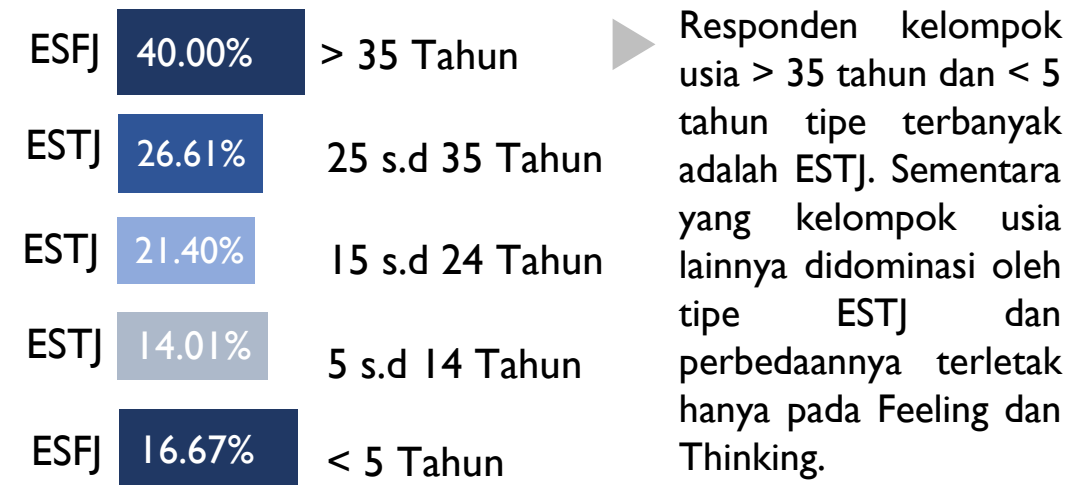 ESFJ 40.00% > 35 Tahun
ESTJ 26.61% 25 s.d 35 Tahun
ESTJ 21.40% 15 s.d 24 Tahun
ESTJ 14.01% 5 s.d 14 Tahun
ESFJ 16.67% < 5 Tahun
Responden kelompok
usia > 35 tahun dan < 5
tahun tipe terbanyak
adalah ESTJ. Sementara
yang kelompok usia
lainnya didominasi oleh
tipe ESTJ dan
perbedaannya terletak
hanya pada Feeling dan
Thinking.